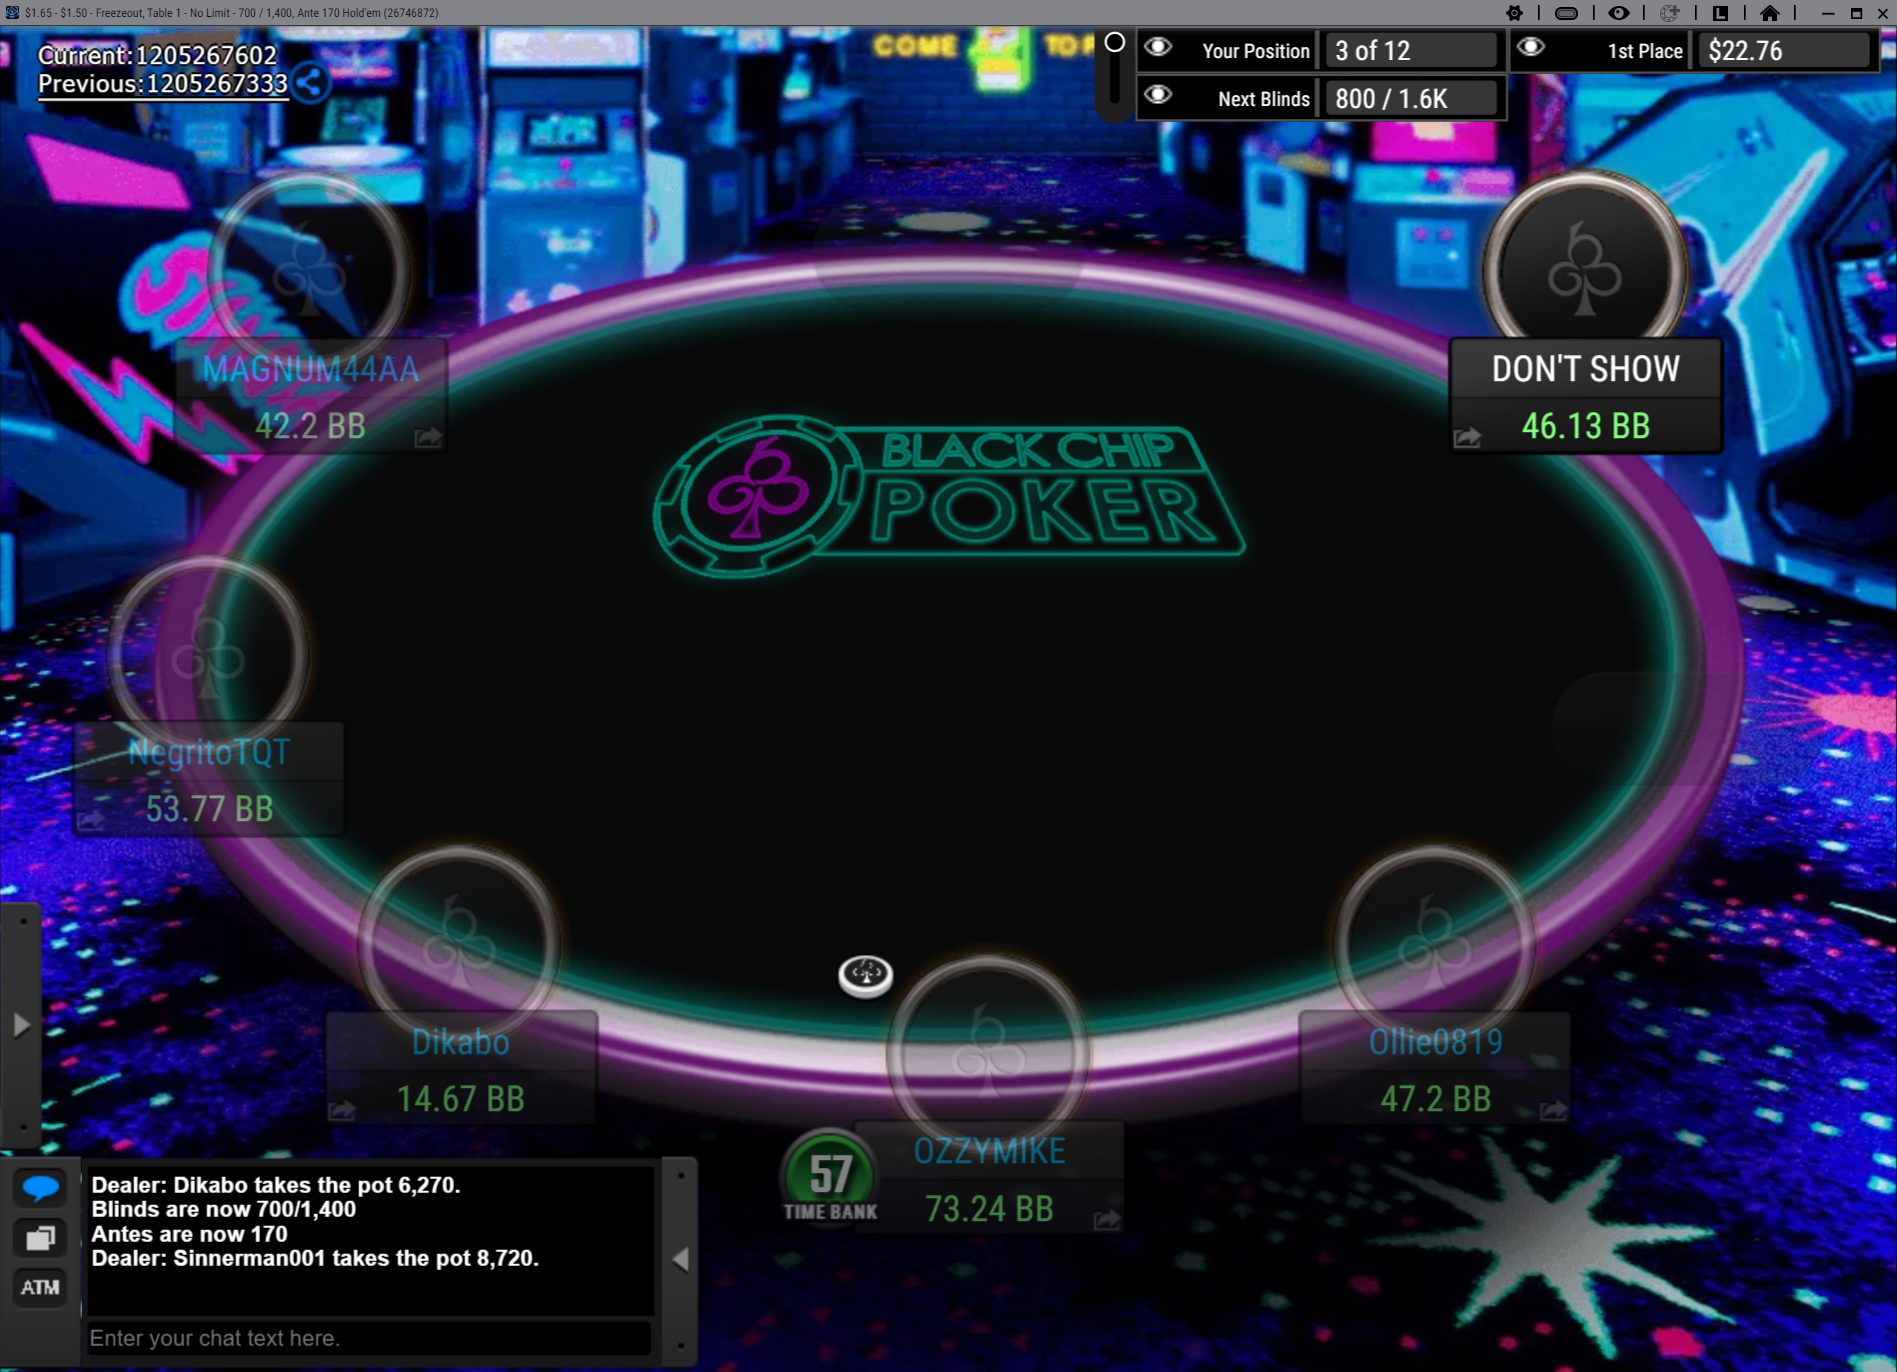 $1.65 - $1.50 - Freezeout, Table 1 - No Limit - 700 / 1,400, Ante 170 Hold'em (26746872)
Current:1205267602
Previous:1205267333
COME
Your Position
3 of 12
1st Place
$22.76
Next Blinds
800 / 1.6K
MAGNUM44AA
42.2 BB
DON'T SHOW
46.13 BB
BLACK CHIP
POKER
NegritoTQT
53.77 BB
Dikabo
14.67 BB
Ollie0819
47.2 BB
57
TIME BANK
OZZYMIKE
73.24 BB
Dealer: Dikabo takes the pot 6,270.
Blinds are now 700/1,400
Antes are now 170
Dealer: Sinnerman001 takes the pot 8,720.
ATM
Enter your chat text here.